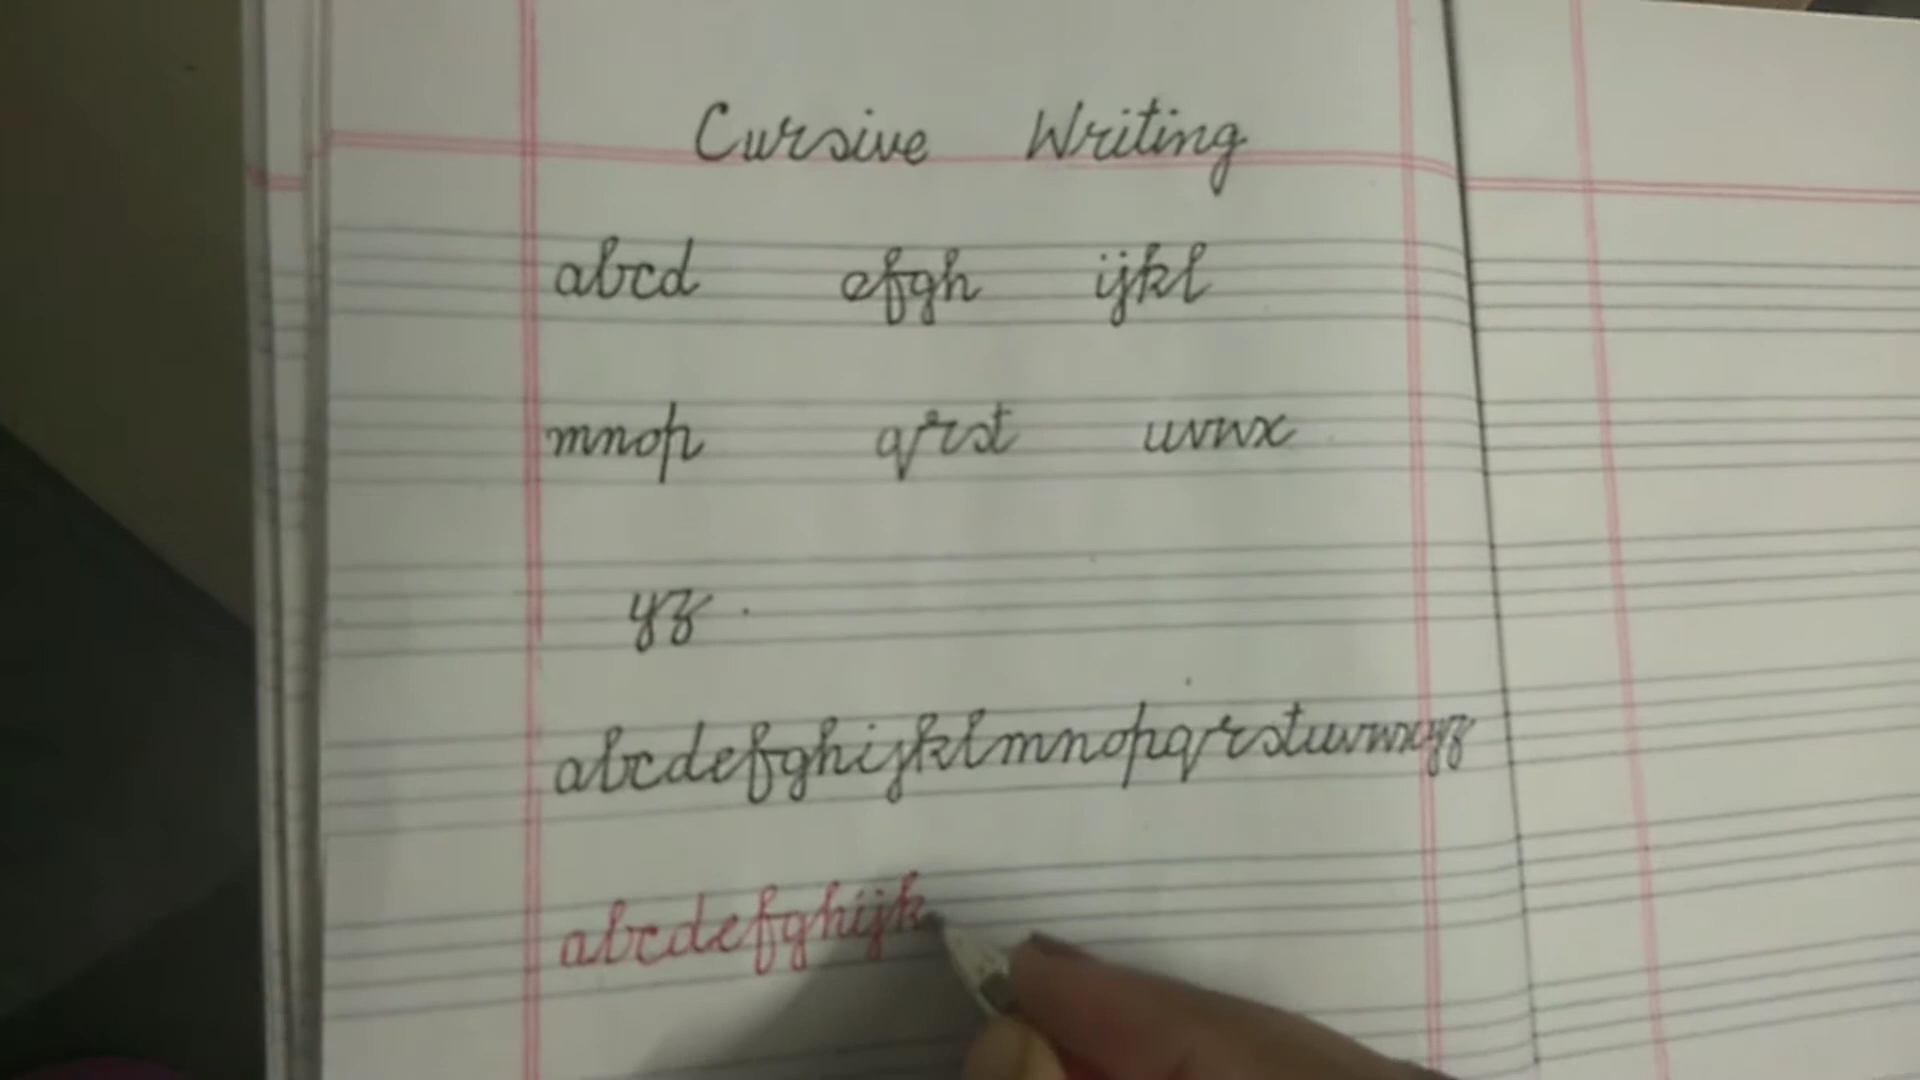 Cursive Writing
abcd efgh ijkl
mnop qrst uvwx
yz.
abcdefghijklmnopqrstuvwxyz
abcdefghijk